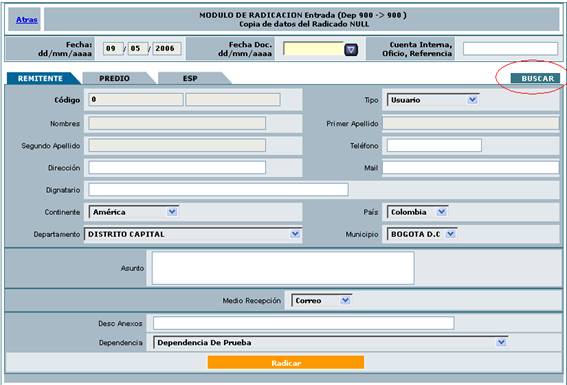 Atras
MODULO DE RADICACION Entrada (Dep 900 -> 900 )
Copia de datos del Radicado NULL
Fecha:
dd/mm/aaaa
09 / 05 / 2006
Fecha Doc.
dd/mm/aaaa
Cuenta Interna,
Oficio, Referencia
REMITENTE PREDIO ESP BUSCAR
Código 0 Tipo Usuario
Nombres Primer Apellido
Segundo Apellido Teléfono
Dirección Mail
Dignatario
Continente América País Colombia
Departamento DISTRITO CAPITAL Municipio BOGOTA D.C
Asunto
Medio Recepción Correo
Desc Anexos
Dependencia Dependencia De Prueba
Radicar